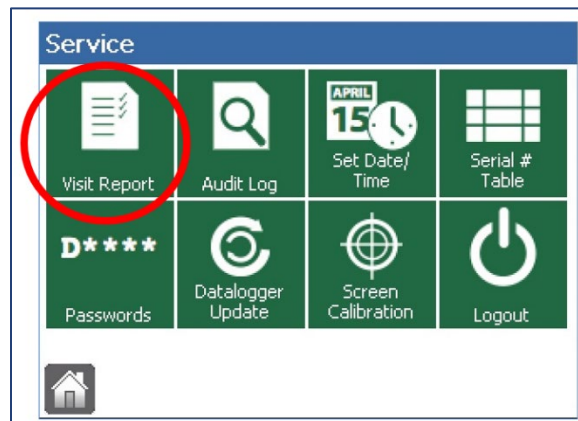 Service
Visit Report
Audit Log
APRIL
15
Set Date/
Time
Serial #
Table
D****
Passwords
Datalogger
Update
Screen
Calibration
Logout